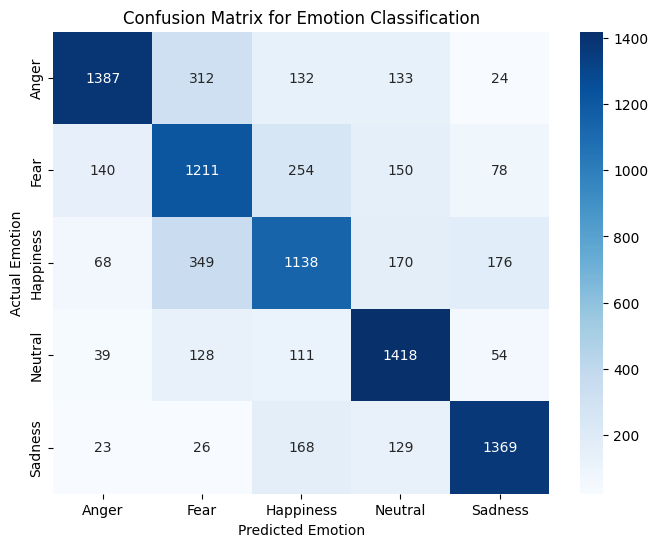 Confusion Matrix for Emotion Classification
Actual Emotion
Anger 1387 312 132 133 24
Fear 140 1211 254 150 78
Happiness 68 349 1138 170 176
Neutral 39 128 111 1418 54
Sadness 23 26 168 129 1369
Anger Fear Happiness Neutral Sadness
Predicted Emotion
1400
1200
1000
800
600
400
200